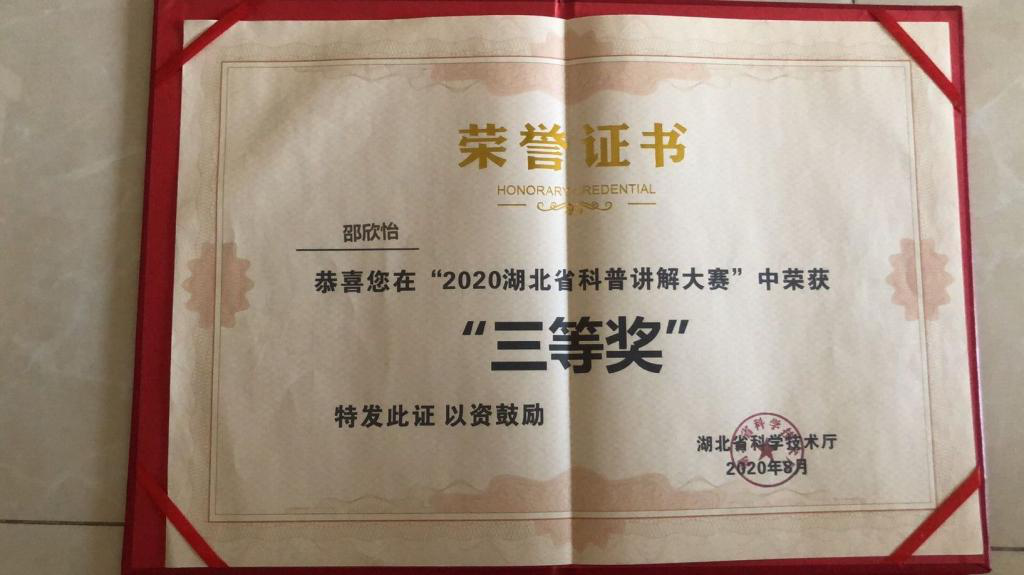 荣誉证书
HONORARY CREDENTIAL
邵欣怡
恭喜您在“2020湖北省科普讲解大赛”中荣获
“三等奖”
特发此证 以资鼓励
湖北省科学技术厅
2020年8月